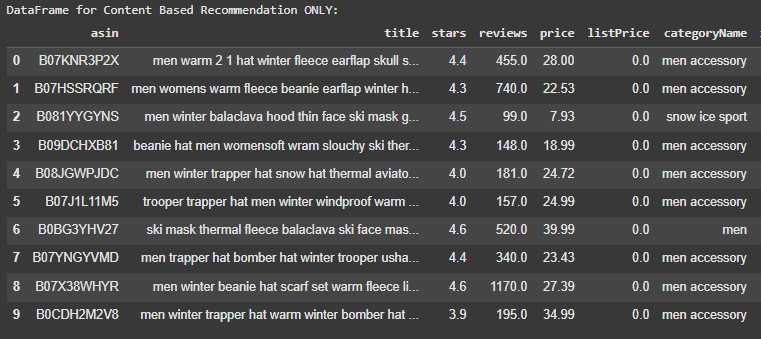 DataFrame for Content Based Recommendation ONLY:
asin title stars reviews price listPrice categoryName
0 B07KNR3P2X men warm 2 1 hat winter fleece earflap skull s... 4.4 455.0 28.00 0.0 men accessory
1 B07HSSRQRF men womens warm fleece beanie earflap winter h... 4.3 740.0 22.53 0.0 men accessory
2 B081YYGYNS men winter balaclava hood thin face ski mask g... 4.5 99.0 7.93 0.0 snow ice sport
3 B09DCHXB81 beanie hat men womensoft wram slouchy ski ther... 4.3 148.0 18.99 0.0 men accessory
4 B08JGWPJDC men winter trapper hat snow hat thermal aviato... 4.0 181.0 24.72 0.0 men accessory
5 B07J1L11M5 trooper trapper hat men winter windproof warm ... 4.0 157.0 24.99 0.0 men accessory
6 B0BG3YHV27 ski mask thermal fleece balaclava ski face mas... 4.6 520.0 39.99 0.0 men
7 B07YNGYVMD men trapper hat bomber hat winter trooper usha... 4.4 340.0 23.43 0.0 men accessory
8 B07X38WHYR men winter beanie hat scarf set warm fleece li... 4.6 1170.0 27.39 0.0 men accessory
9 B0CDH2M2V8 men winter trapper hat warm winter bomber hat ... 3.9 195.0 34.99 0.0 men accessory